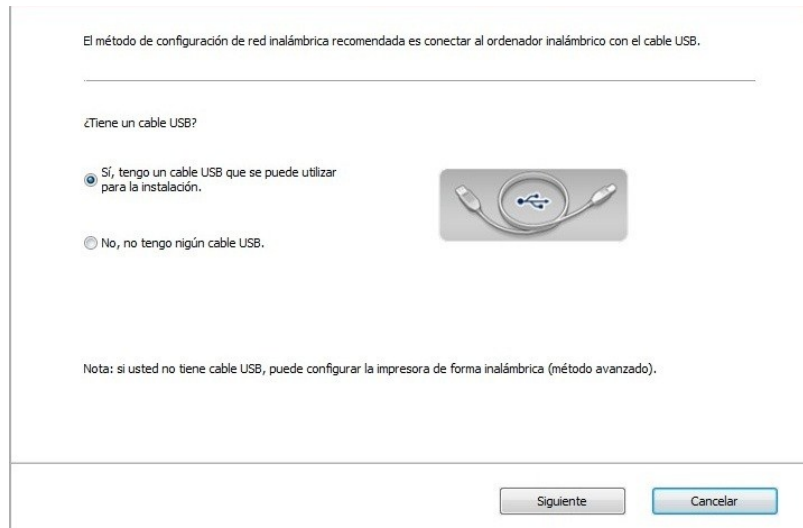 El método de configuración de red inalámbrica recomendada es conectar al ordenador inalámbrico con el cable USB.
¿Tiene un cable USB?
Sí, tengo un cable USB que se puede utilizar
para la instalación.
No, no tengo nigún cable USB.
Nota: si usted no tiene cable USB, puede configurar la impresora de forma inalámbrica (método avanzado).
Siguiente
Cancelar